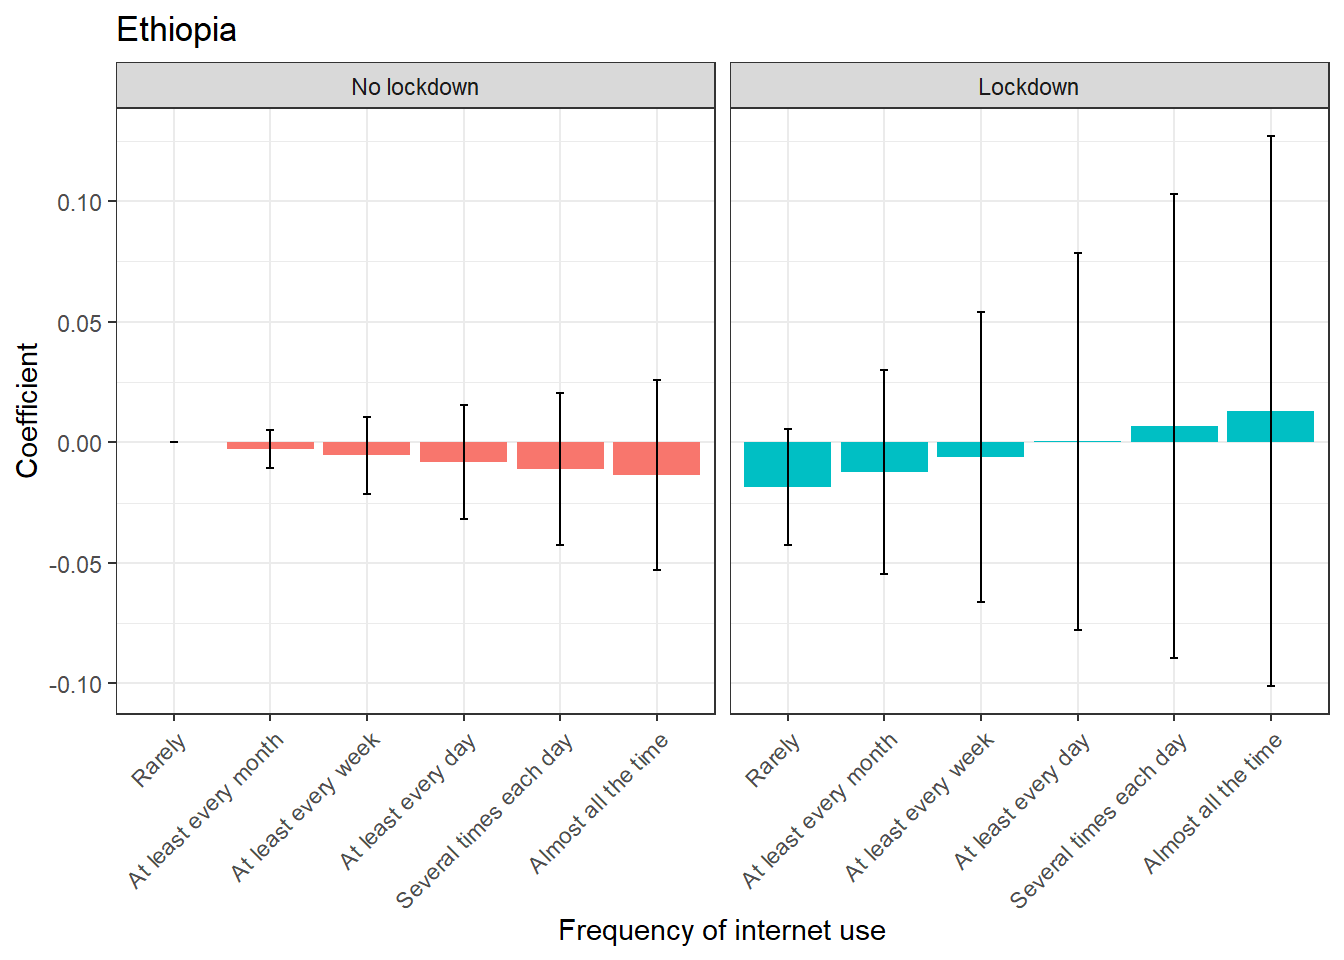 Ethiopia
No lockdown
Lockdown
Coefficient
0.10
0.05
0.00
-0.05
-0.10
Rarely
At least every month
At least every week
At least every day
Several times each day
Almost all the time
Rarely
At least every month
At least every week
At least every day
Several times each day
Almost all the time
Frequency of internet use